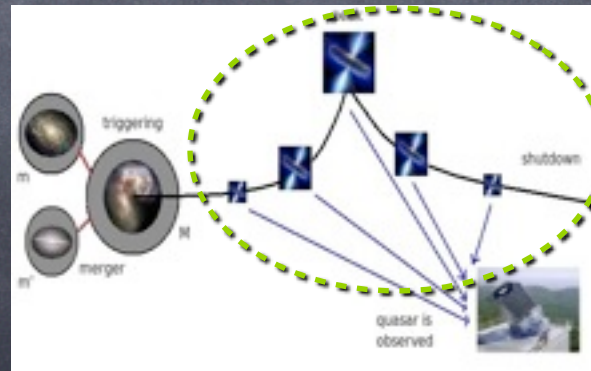 triggering
shutdown
m
M
m'
merger
quasar is
observed